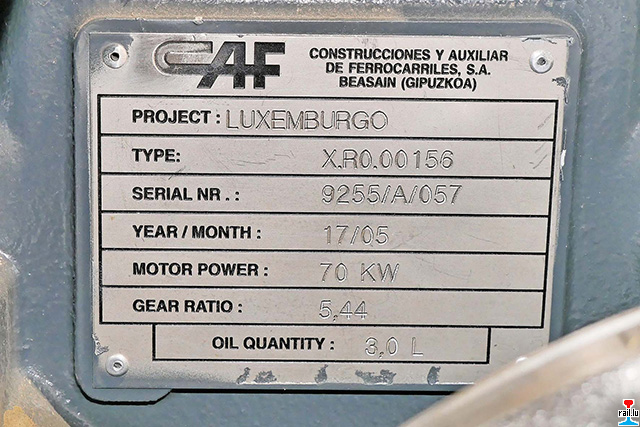 CAF
CONSTRUCCIONES Y AUXILIAR
DE FERROCARRILES, S.A.
BEASAIN (GIPUZKOA)
PROJECT : LUXEMBURGO
TYPE: X.R0.00156
SERIAL NR. : 9255/A/057
YEAR / MONTH : 17/05
MOTOR POWER : 70 KW
GEAR RATIO : 5,44
OIL QUANTITY : 3,0 L
rail.lu